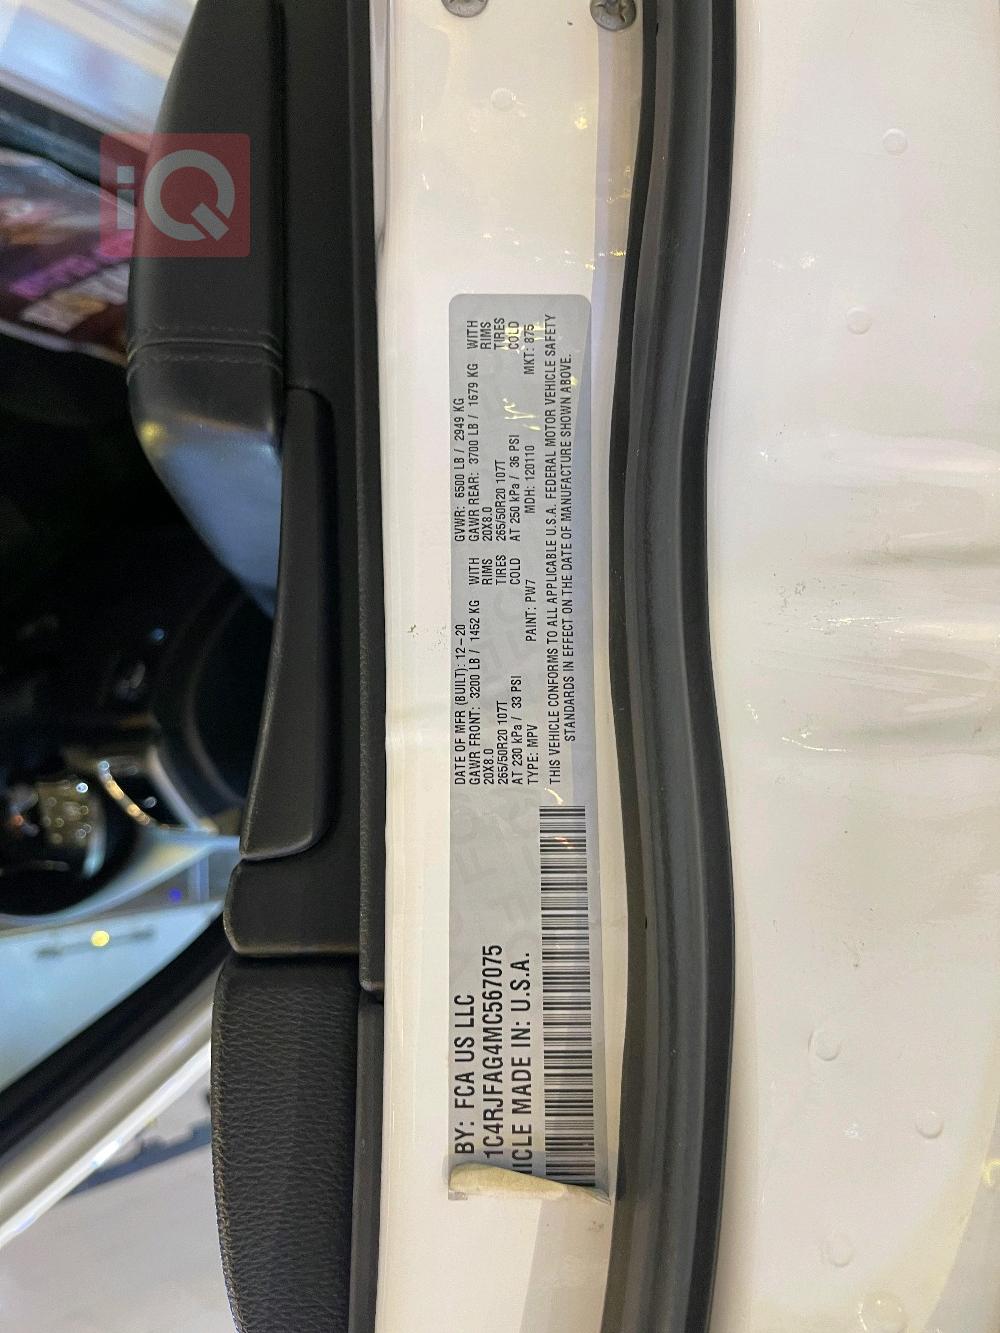 iQ
BY: FCA US LLC
1C4RJFAG4MC567075
ICLE MADE IN: U.S.A.
DATE OF MFR (BUILT): 12-20 GVWR: 6500 LB / 2949 KG
GAWR FRONT: 3200 LB / 1452 KG WITH GAWR REAR: 3700 LB / 1679 KG WITH
20X8.0 RIMS 20X8.0 RIMS
265/50R20 107T TIRES 265/50R20 107T TIRES
AT 230 kPa / 33 PSI COLD AT 250 kPa / 36 PSI COLD
TYPE: MPV PAINT: PW7 MDH: 120110 MKT: 875
THIS VEHICLE CONFORMS TO ALL APPLICABLE U.S.A. FEDERAL MOTOR VEHICLE SAFETY
STANDARDS IN EFFECT ON THE DATE OF MANUFACTURE SHOWN ABOVE.